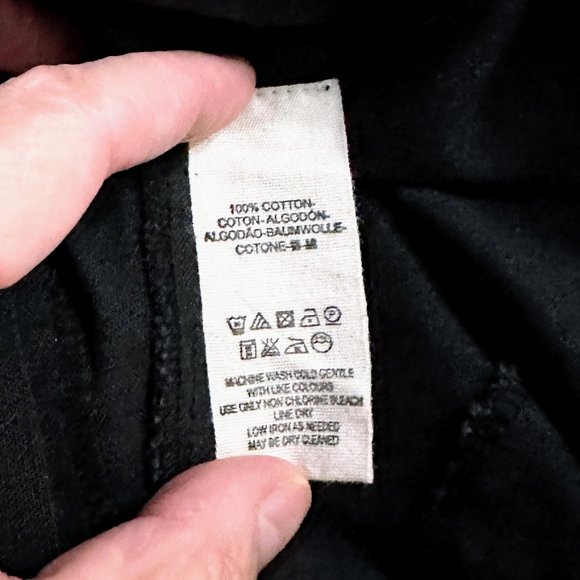 100% COTTON-
COTON-ALGODÓN-
ALGODÃO-BAUMWOLLE-
COTONE-
MACHINE WASH COLD GENTLE
WITH LIKE COLOURS
USE ONLY NON CHLORINE BLEACH
LINE DRY
LOW IRON AS NEEDED
MAY BE DRY CLEANED